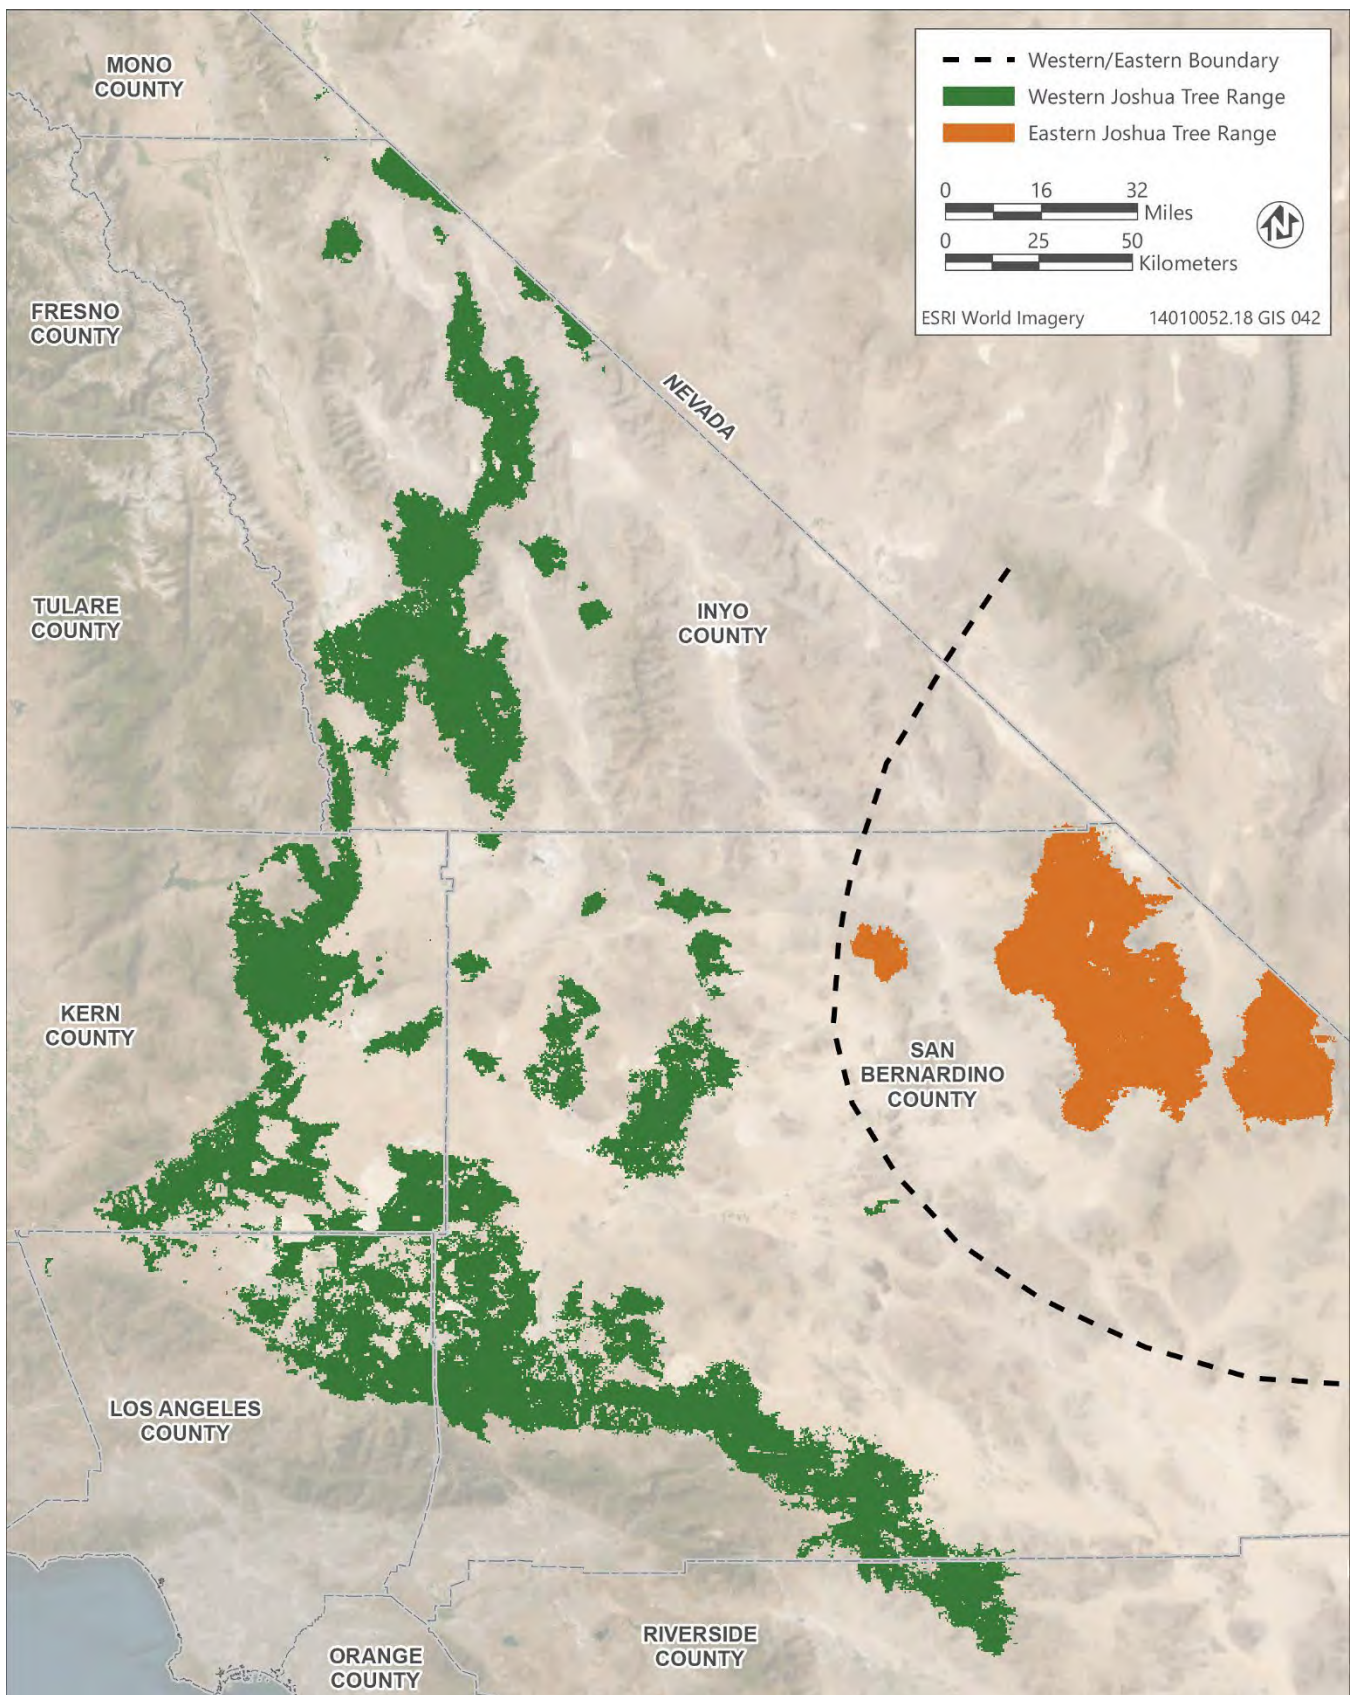 MONO
COUNTY
Western/Eastern Boundary
Western Joshua Tree Range
Eastern Joshua Tree Range
0 16 32
Miles
0 25 50
Kilometers
N
ESRI World Imagery 14010052.18 GIS 042
FRESNO
COUNTY
NEVADA
TULARE
COUNTY
INYO
COUNTY
KERN
COUNTY
SAN
BERNARDINO
COUNTY
LOS ANGELES
COUNTY
RIVERSIDE
COUNTY
ORANGE
COUNTY